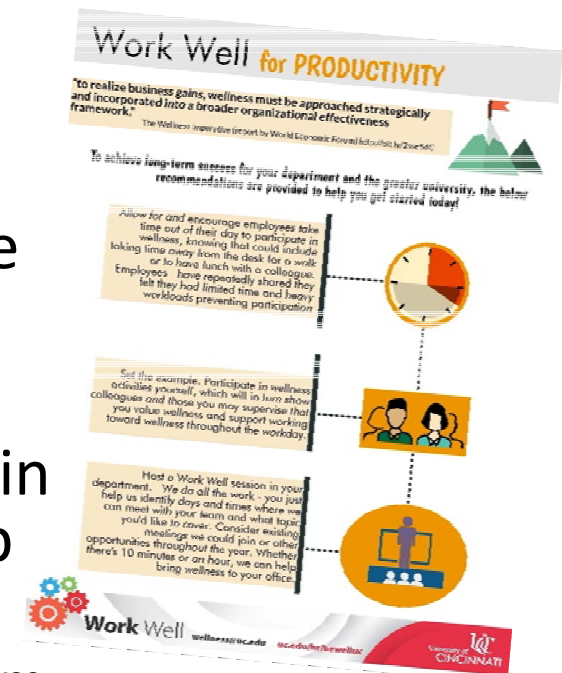 Work Well for PRODUCTIVITY
"to realize business gains, wellness must be approached strategically
and incorporated into a broader organizational effectiveness
framework."
The Wellness Imperative (report by World Economic Forum)
To achieve long-term success for your department and the greater university, the below
recommendations are provided to help you get started today!
Allow for and encourage employees take
time out of their day to participate in
wellness, knowing that could include
taking time away from the desk for a walk
or to have lunch with a colleague.
Employees have repeatedly shared they
felt they had limited time and heavy
workloads preventing participation
Set the example. Participate in wellness
activities yourself, which will in turn show
colleagues and those you may supervise that
you value wellness and support working
toward wellness throughout the workday.
Host a Work Well session in your
department. We do all the work - you just
help us identify days and times where we
can meet with your team and what topic
you'd like to cover. Consider existing
meetings we could join or other
opportunities throughout the year. Whether
there's 10 minutes or an hour, we can help
bring wellness to your office.
e
in
Work Well wellness@uc.edu uc.edu/hr/bewelluc
University of
CINCINNATI